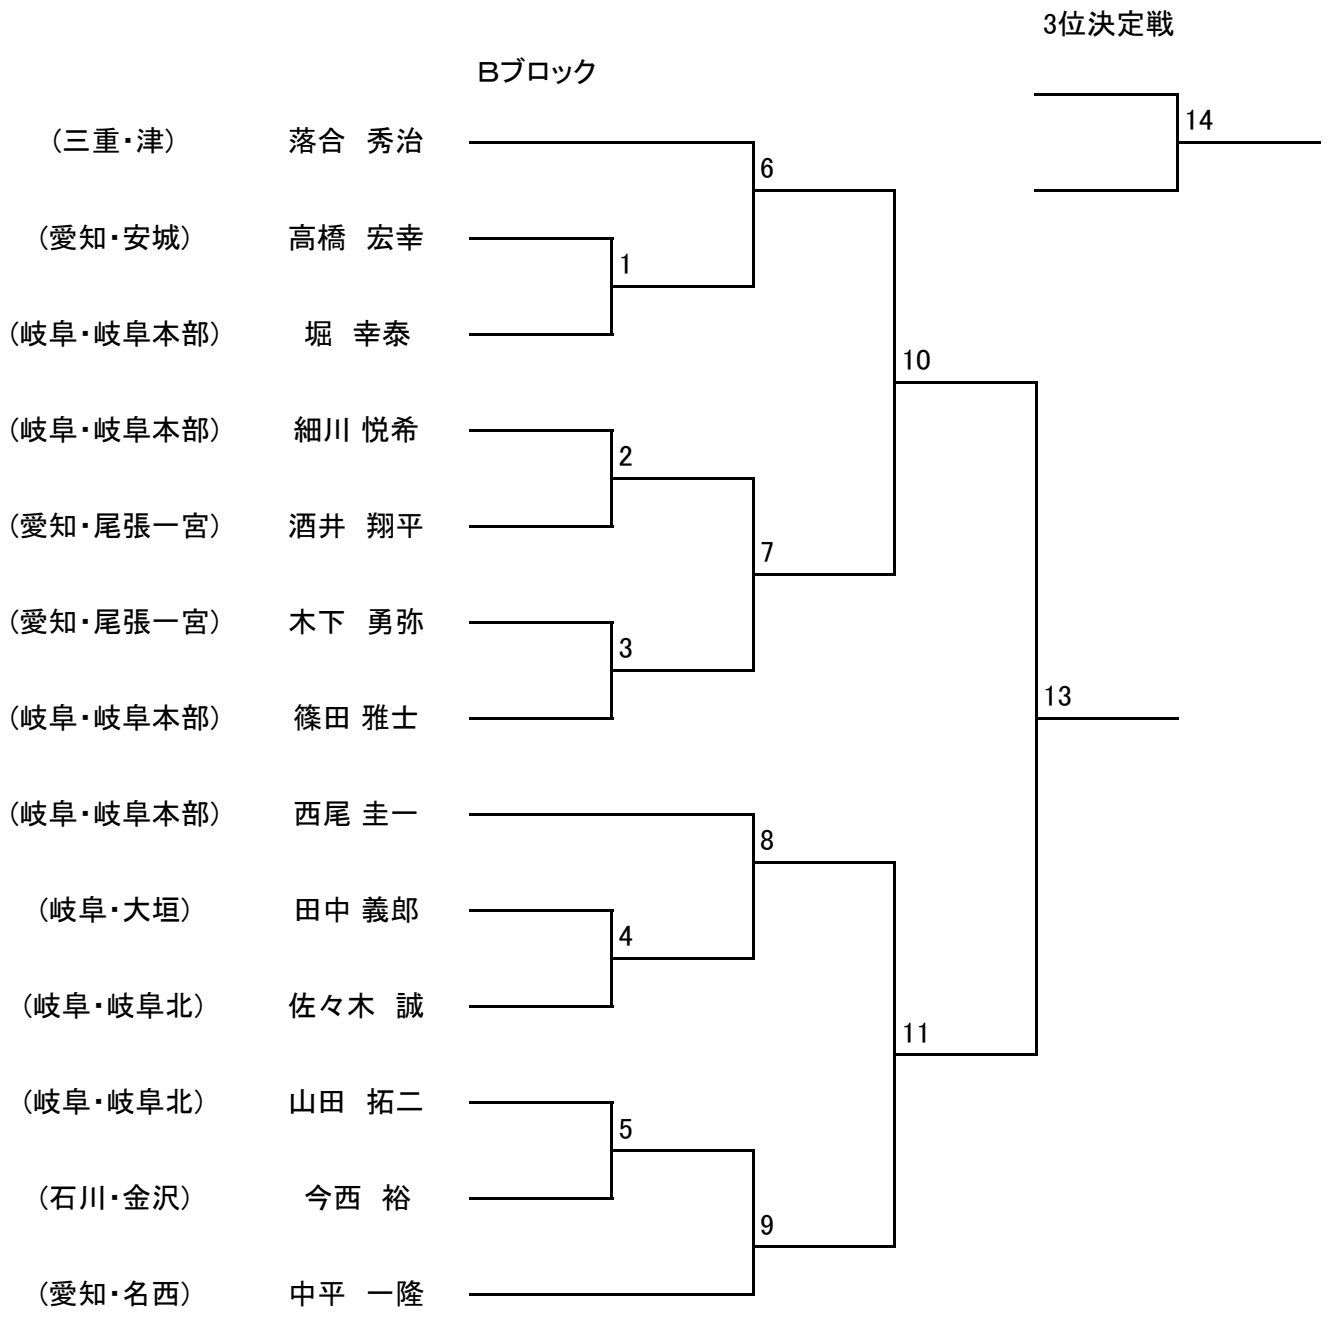 3位決定戦
Bブロック
14
(三重・津) 落合 秀治
6
(愛知・安城) 高橋 宏幸
1
(岐阜・岐阜本部) 堀 幸泰
10
(岐阜・岐阜本部) 細川 悦希
2
(愛知・尾張一宮) 酒井 翔平
7
(愛知・尾張一宮) 木下 勇弥
3
(岐阜・岐阜本部) 篠田 雅士
13
(岐阜・岐阜本部) 西尾 圭一
8
(岐阜・大垣) 田中 義郎
4
(岐阜・岐阜北) 佐々木 誠
11
(岐阜・岐阜北) 山田 拓二
5
(石川・金沢) 今西 裕
9
(愛知・名西) 中平 一隆